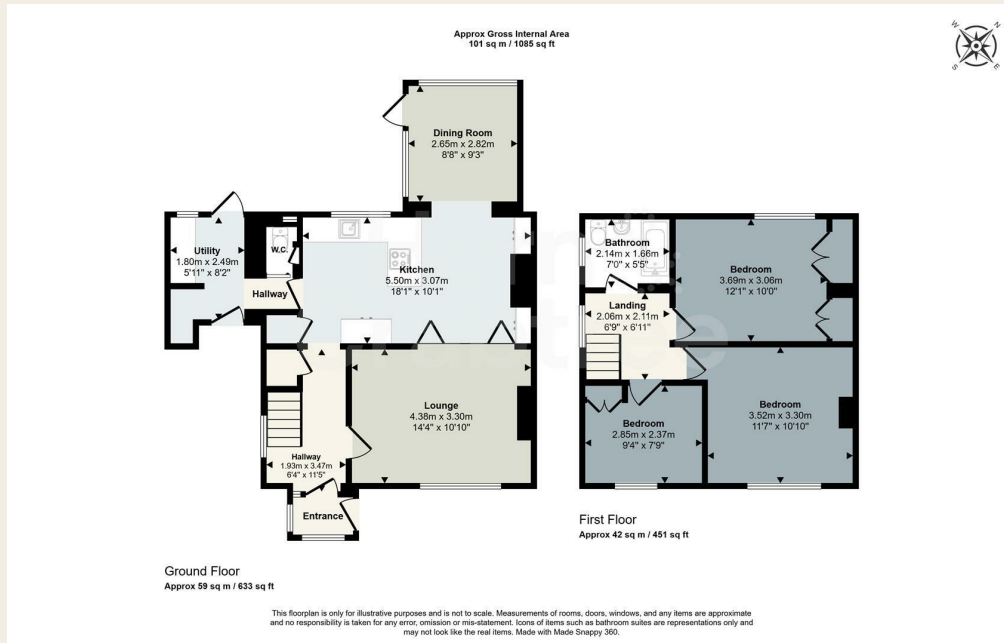 Approx Gross Internal Area
101 sq m / 1085 sq ft
W
N
S
E
Dining Room
2.65m x 2.82m
8'8" x 9'3"
Utility
1.80m x 2.49m
5'11" x 8'2"
W.C.
Hallway
Kitchen
5.50m x 3.07m
18'1" x 10'1"
Lounge
4.38m x 3.30m
14'4" x 10'10"
Hallway
1.93m x 3.47m
6'4" x 11'5"
Entrance
Bathroom
2.14m x 1.66m
7'0" x 5'5"
Bedroom
3.69m x 3.06m
12'1" x 10'0"
Landing
2.06m x 2.11m
6'9" x 6'11"
Bedroom
3.52m x 3.30m
11'7" x 10'10"
Bedroom
2.85m x 2.37m
9'4" x 7'9"
First Floor
Approx 42 sq m / 451 sq ft
Ground Floor
Approx 59 sq m / 633 sq ft
This floorplan is only for illustrative purposes and is not to scale. Measurements of rooms, doors, windows, and any items are approximate
and no responsibility is taken for any error, omission or mis-statement. Icons of items such as bathroom suites are representations only and
may not look like the real items. Made with Made Snappy 360.